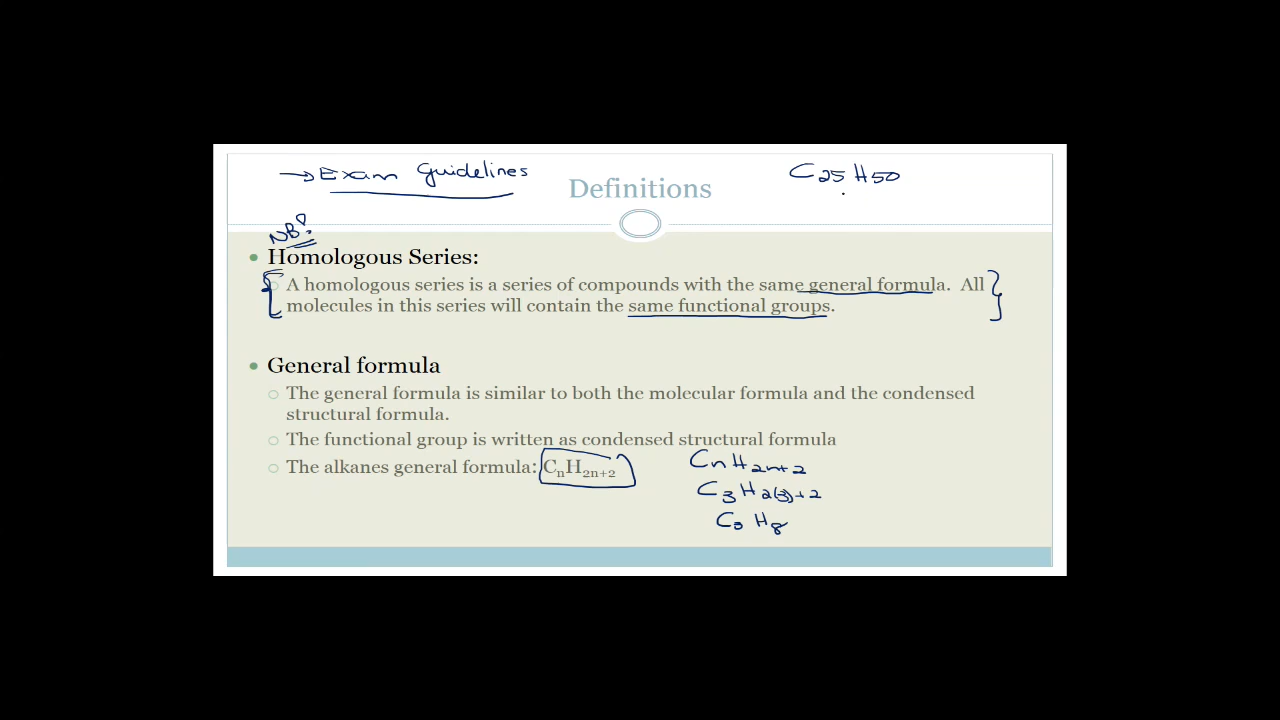 →Exam Guidelines
C25H50
Definitions
NB!
Homologous Series:
A homologous series is a series of compounds with the same general formula. All
molecules in this series will contain the same functional groups.
General formula
The general formula is similar to both the molecular formula and the condensed
structural formula.
The functional group is written as condensed structural formula
The alkanes general formula: CnH2n+2
CnH2n+2
C3H2(3)+2
C3H8